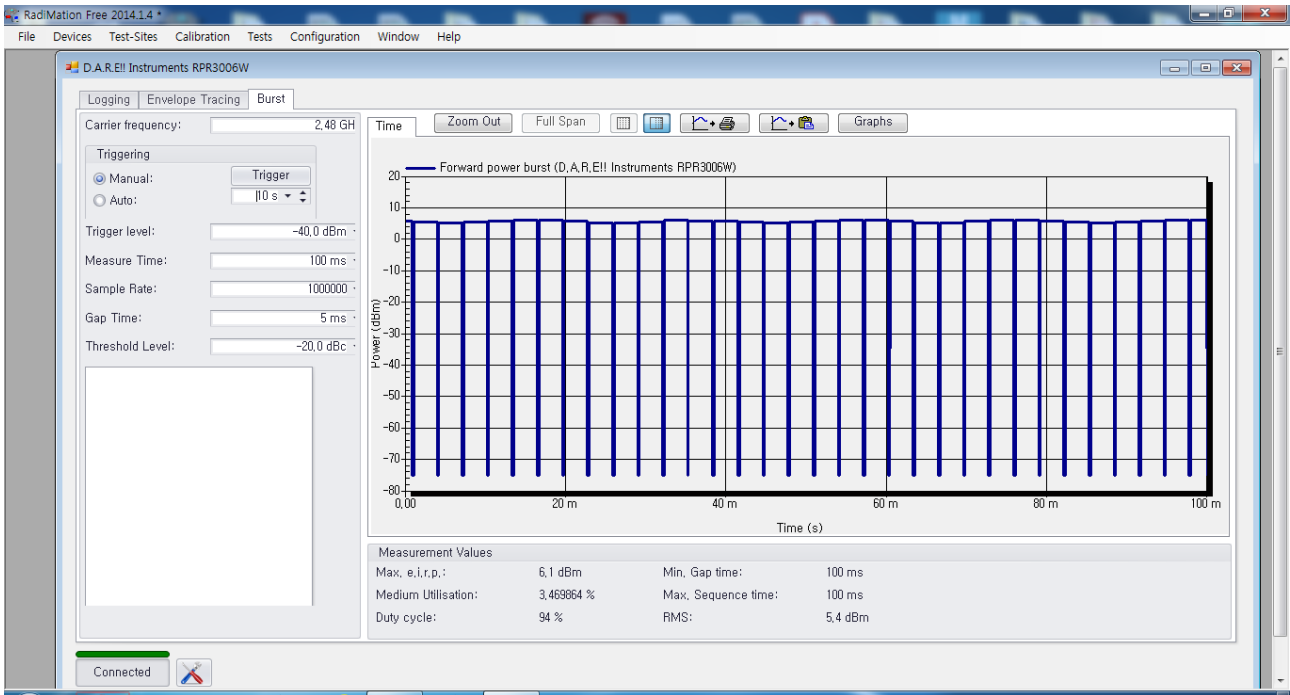 RadiMation Free 2014.1.4 *
File Devices Test-Sites Calibration Tests Configuration Window Help
D.A.R.E!! Instruments RPR3006W
Logging Envelope Tracing Burst
Carrier frequency: 2,48 GH
Triggering
Manual: Trigger
Auto: 10 s
Trigger level: -40,0 dBm
Measure Time: 100 ms
Sample Rate: 1000000
Gap Time: 5 ms
Threshold Level: -20,0 dBc
Time Zoom Out Full Span Graphs
Forward power burst (D.A.R.E!! Instruments RPR3006W)
Power (dBm)
20
10
0
-10
-20
-30
-40
-50
-60
-70
-80
0,00 20 m 40 m 60 m 80 m 100 m
Time (s)
Measurement Values
Max. e.i.r.p.: 6,1 dBm Min. Gap time: 100 ms
Medium Utilisation: 3,469864 % Max. Sequence time: 100 ms
Duty cycle: 94 % RMS: 5,4 dBm
Connected